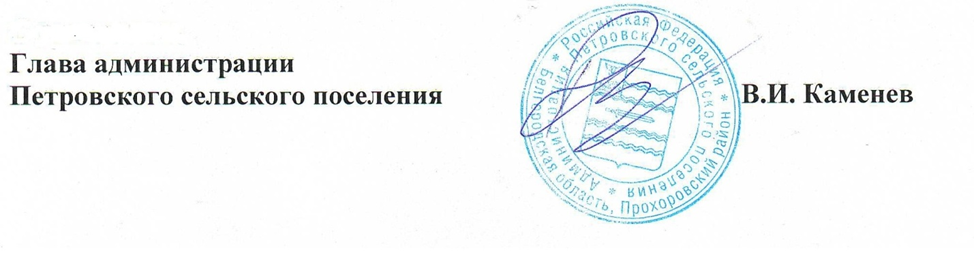 Глава администрации
Петровского сельского поселения
В.И. Каменев
Российская Федерация * Прохоровский район, Белгородская область *
Администрация Петровского сельского поселения *